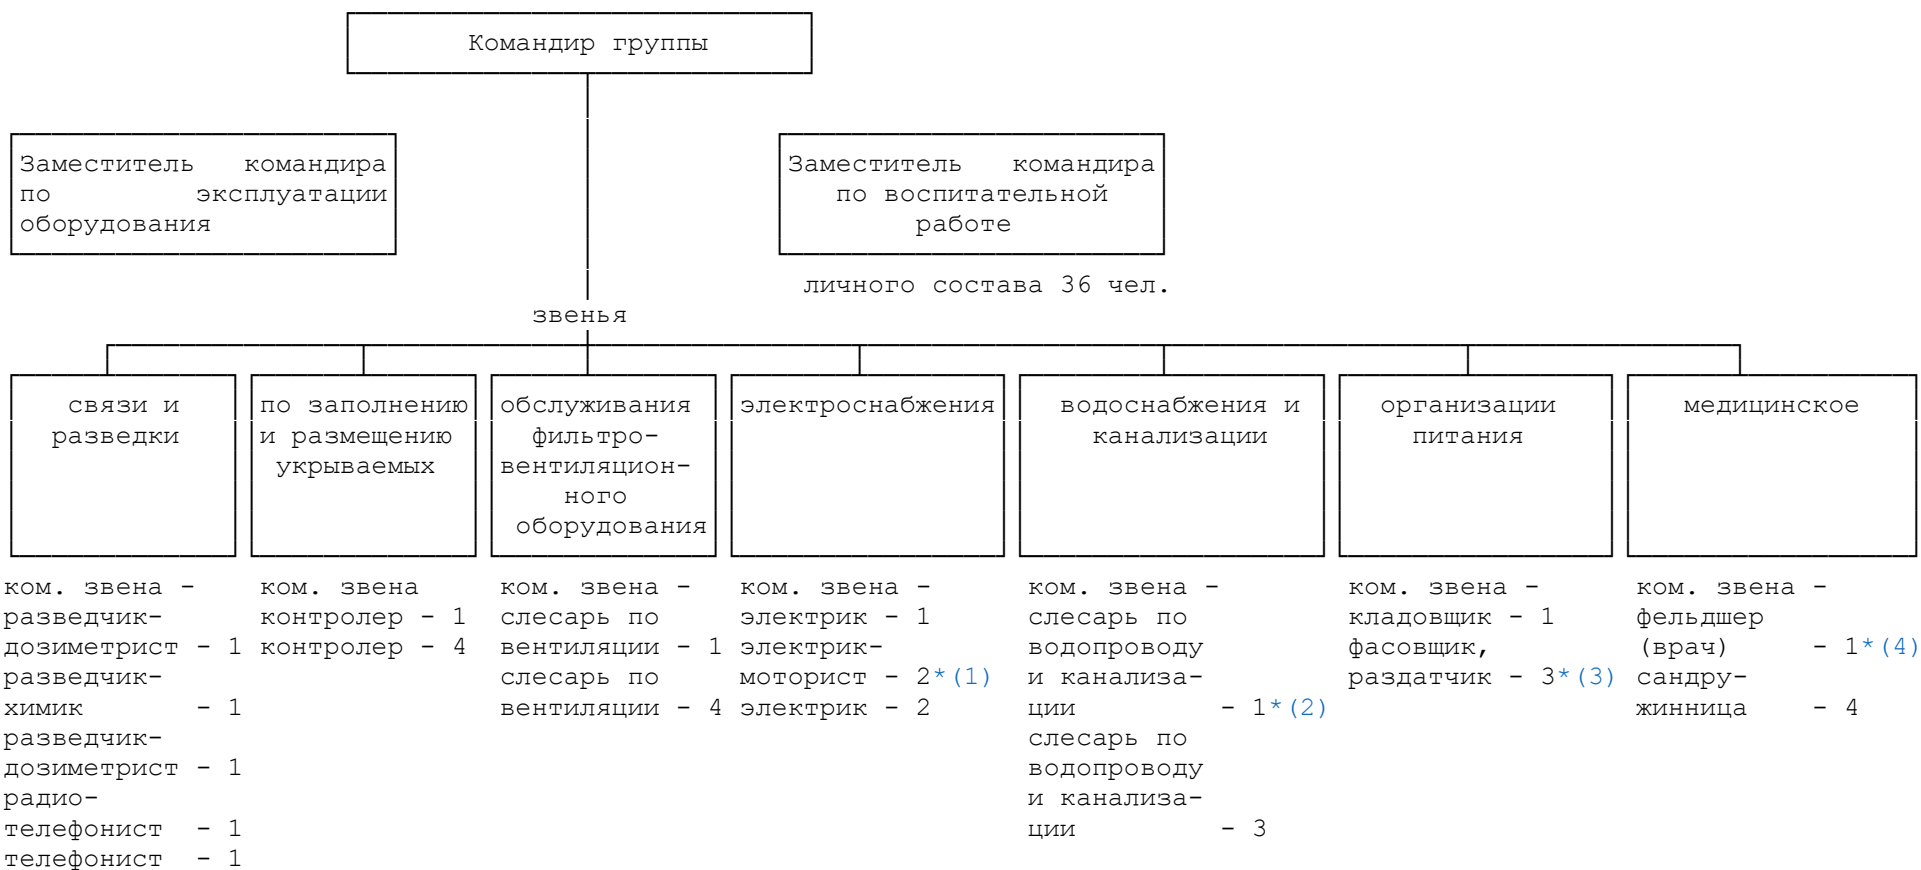 Командир группы
Заместитель командира
по эксплуатации
оборудования
Заместитель командира
по воспитательной
работе
личного состава 36 чел.
звенья
связи и
разведки
по заполнению
и размещению
укрываемых
обслуживания
фильтро-
вентиляцион-
ного
оборудования
электроснабжения
водоснабжения и
канализации
организации
питания
медицинское
ком. звена -
разведчик-
дозиметрист - 1
разведчик-
химик - 1
разведчик-
дозиметрист - 1
радио-
телефонист - 1
телефонист - 1
ком. звена
контролер - 1
контролер - 4
ком. звена -
слесарь по
вентиляции - 1
слесарь по
вентиляции - 4
ком. звена -
электрик - 1
электрик-
моторист - 2*(1)
электрик - 2
ком. звена -
слесарь по
водопроводу
и канализа-
ции - 1*(2)
слесарь по
водопроводу
и канализа-
ции - 3
ком. звена -
кладовщик - 1
фасовщик,
раздатчик - 3*(3)
ком. звена -
фельдшер
(врач) - 1*(4)
сандру-
жинница - 4